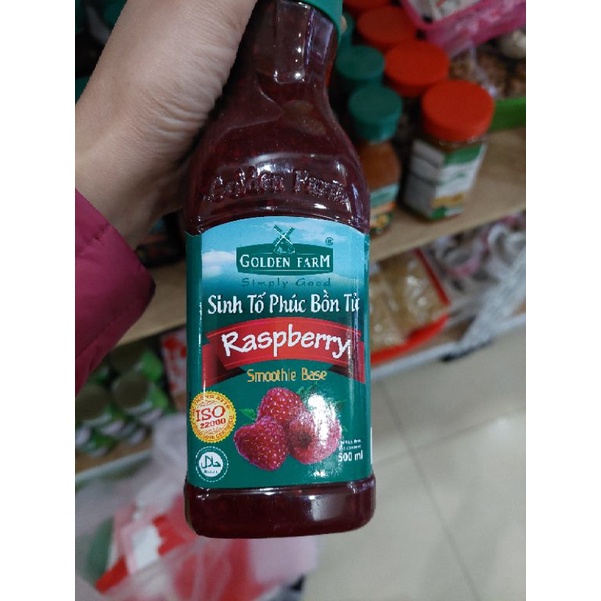 Golden Farm
®
GOLDEN FARM
Simply Good
Sinh Tố Phúc Bồn Tử
Raspberry
Smoothie Base
ISO
22000
500 ml